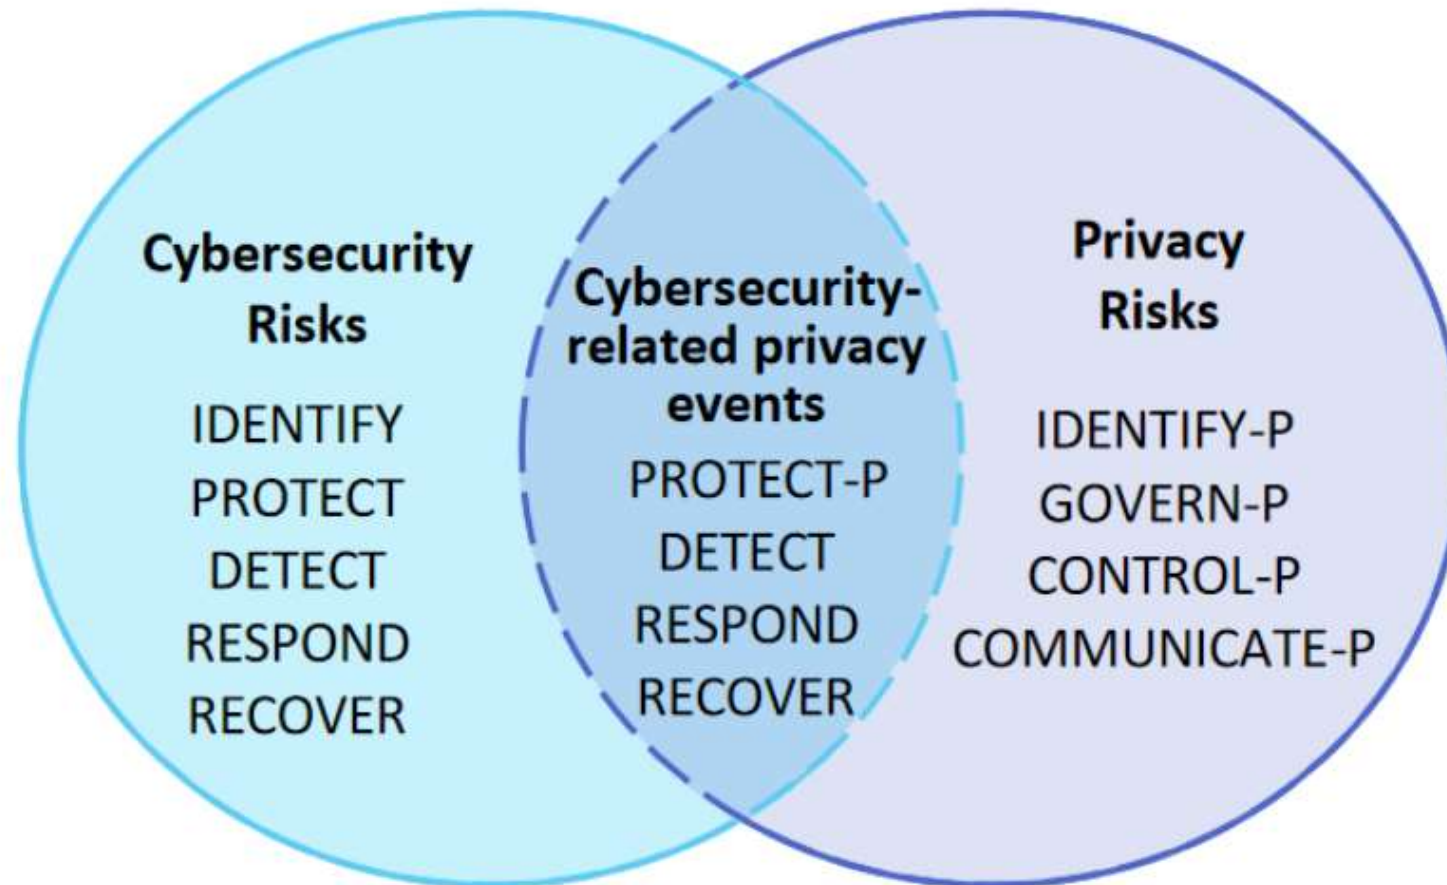 Cybersecurity
Risks
IDENTIFY
PROTECT
DETECT
RESPOND
RECOVER
Cybersecurity-
related privacy
events
PROTECT-P
DETECT
RESPOND
RECOVER
Privacy
Risks
IDENTIFY-P
GOVERN-P
CONTROL-P
COMMUNICATE-P